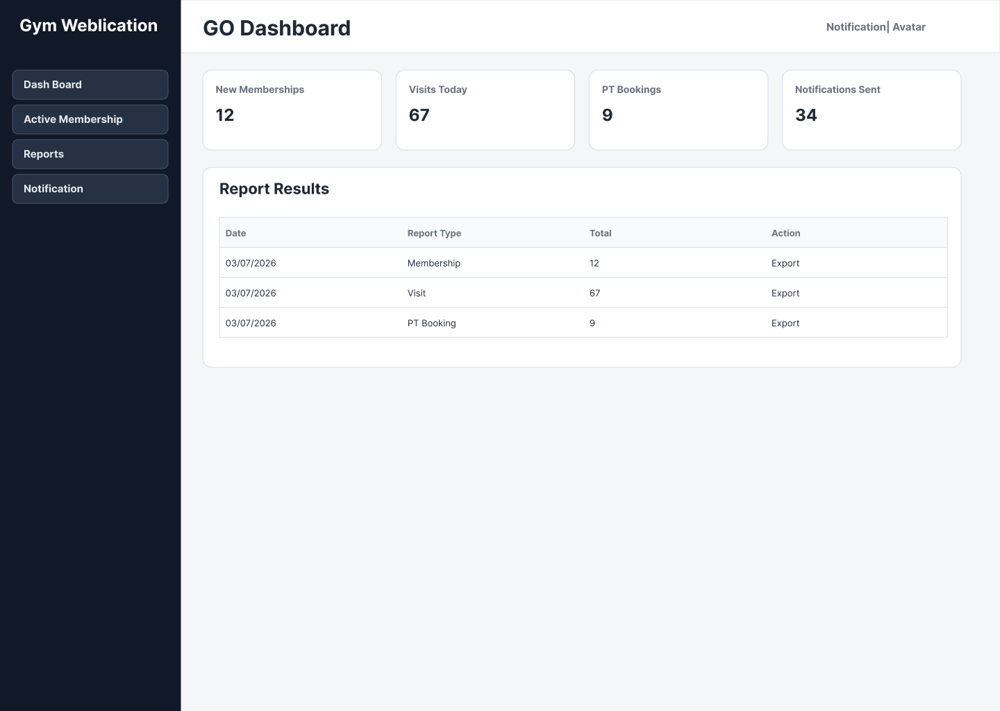 Gym Weblication
Dash Board
Active Membership
Reports
Notification
GO Dashboard
Notification| Avatar
New Memberships
12
Visits Today
67
PT Bookings
9
Notifications Sent
34
Report Results
Date Report Type Total Action
03/07/2026 Membership 12 Export
03/07/2026 Visit 67 Export
03/07/2026 PT Booking 9 Export